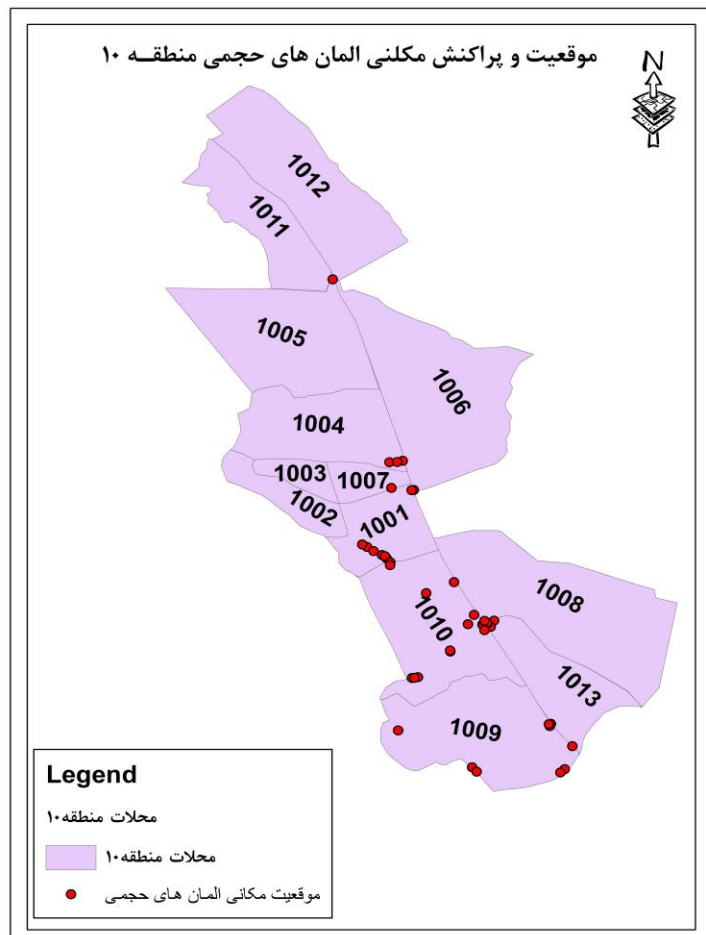 موقعیت و پراکنش مکلنی المان های حجمی منطقــه ۱۰
N
1012
1011
1005
1006
1004
1003
1007
1002
1001
1008
1010
1013
1009
Legend
محلات منطقه۱۰
محلات منطقه۱۰
موقعیت مکانی المان های حجمی